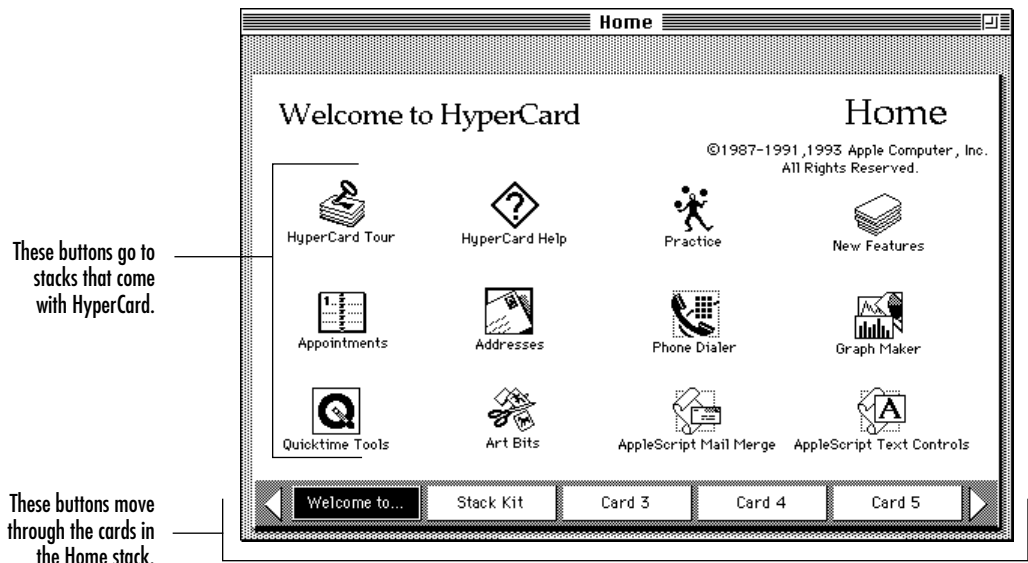 Home
Welcome to HyperCard
Home
©1987-1991,1993 Apple Computer, Inc.
All Rights Reserved.
HyperCard Tour
HyperCard Help
Practice
New Features
These buttons go to
stacks that come
with HyperCard.
1
Appointments
Addresses
Phone Dialer
Graph Maker
A
Quicktime Tools
Art Bits
AppleScript Mail Merge
AppleScript Text Controls
These buttons move
through the cards in
the Home stack.
Welcome to...
Stack Kit
Card 3
Card 4
Card 5